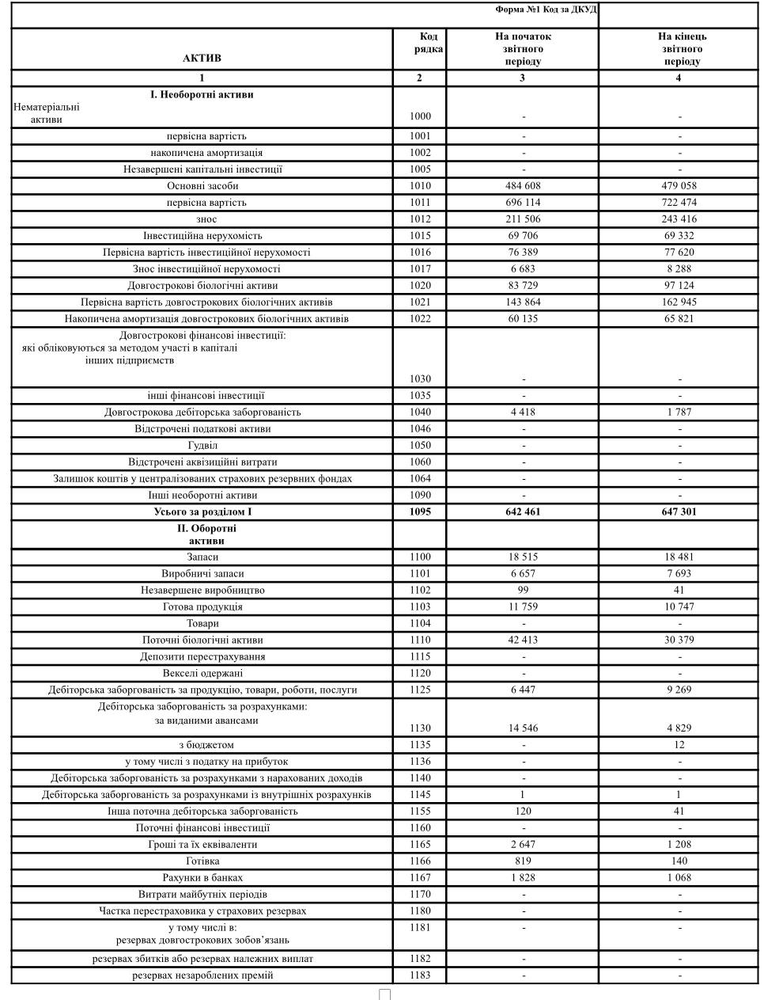 Форма №1 Код за ДКУД
АКТИВ Код рядка На початок звітного періоду На кінець звітного періоду
1 2 3 4
I. Необоротні активи
Нематеріальні
активи 1000 - -
первісна вартість 1001 - -
накопичена амортизація 1002 - -
Незавершені капітальні інвестиції 1005 - -
Основні засоби 1010 484 608 479 058
первісна вартість 1011 696 114 722 474
знос 1012 211 506 243 416
Інвестиційна нерухомість 1015 69 706 69 332
Первісна вартість інвестиційної нерухомості 1016 76 389 77 620
Знос інвестиційної нерухомості 1017 6 683 8 288
Довгострокові біологічні активи 1020 83 729 97 124
Первісна вартість довгострокових біологічних активів 1021 143 864 162 945
Накопичена амортизація довгострокових біологічних активів 1022 60 135 65 821
Довгострокові фінансові інвестиції:
які обліковуються за методом участі в капіталі
інших підприємств
1030 - -
інші фінансові інвестиції 1035 - -
Довгострокова дебіторська заборгованість 1040 4 418 1 787
Відстрочені податкові активи 1046 - -
Гудвіл 1050 - -
Відстрочені аквізиційні витрати 1060 - -
Залишок коштів у централізованих страхових резервних фондах 1064 - -
Інші необоротні активи 1090 - -
Усього за розділом I 1095 642 461 647 301
II. Оборотні
активи
Запаси 1100 18 515 18 481
Виробничі запаси 1101 6 657 7 693
Незавершене виробництво 1102 99 41
Готова продукція 1103 11 759 10 747
Товари 1104 - -
Поточні біологічні активи 1110 42 413 30 379
Депозити перестрахування 1115 - -
Векселі одержані 1120 - -
Дебіторська заборгованість за продукцію, товари, роботи, послуги 1125 6 447 9 269
Дебіторська заборгованість за розрахунками:
за виданими авансами
1130 14 546 4 829
з бюджетом 1135 - 12
у тому числі з податку на прибуток 1136 - -
Дебіторська заборгованість за розрахунками з нарахованих доходів 1140 - -
Дебіторська заборгованість за розрахунками із внутрішніх розрахунків 1145 1 1
Інша поточна дебіторська заборгованість 1155 120 41
Поточні фінансові інвестиції 1160 - -
Гроші та їх еквіваленти 1165 2 647 1 208
Готівка 1166 819 140
Рахунки в банках 1167 1 828 1 068
Витрати майбутніх періодів 1170 - -
Частка перестраховика у страхових резервах 1180 - -
у тому числі в: 1181 - -
резервах довгострокових зобов’язань
резервах збитків або резервах належних виплат 1182 - -
резервах незароблених премій 1183 - -